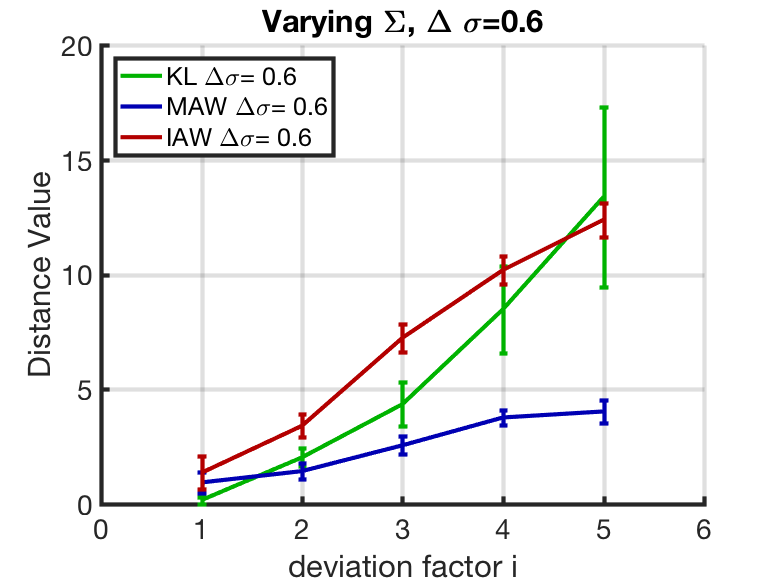 Varying Σ, Δ σ=0.6
20
15
10
5
0
Distance Value
KL Δσ= 0.6
MAW Δσ= 0.6
IAW Δσ= 0.6
0 1 2 3 4 5 6
deviation factor i